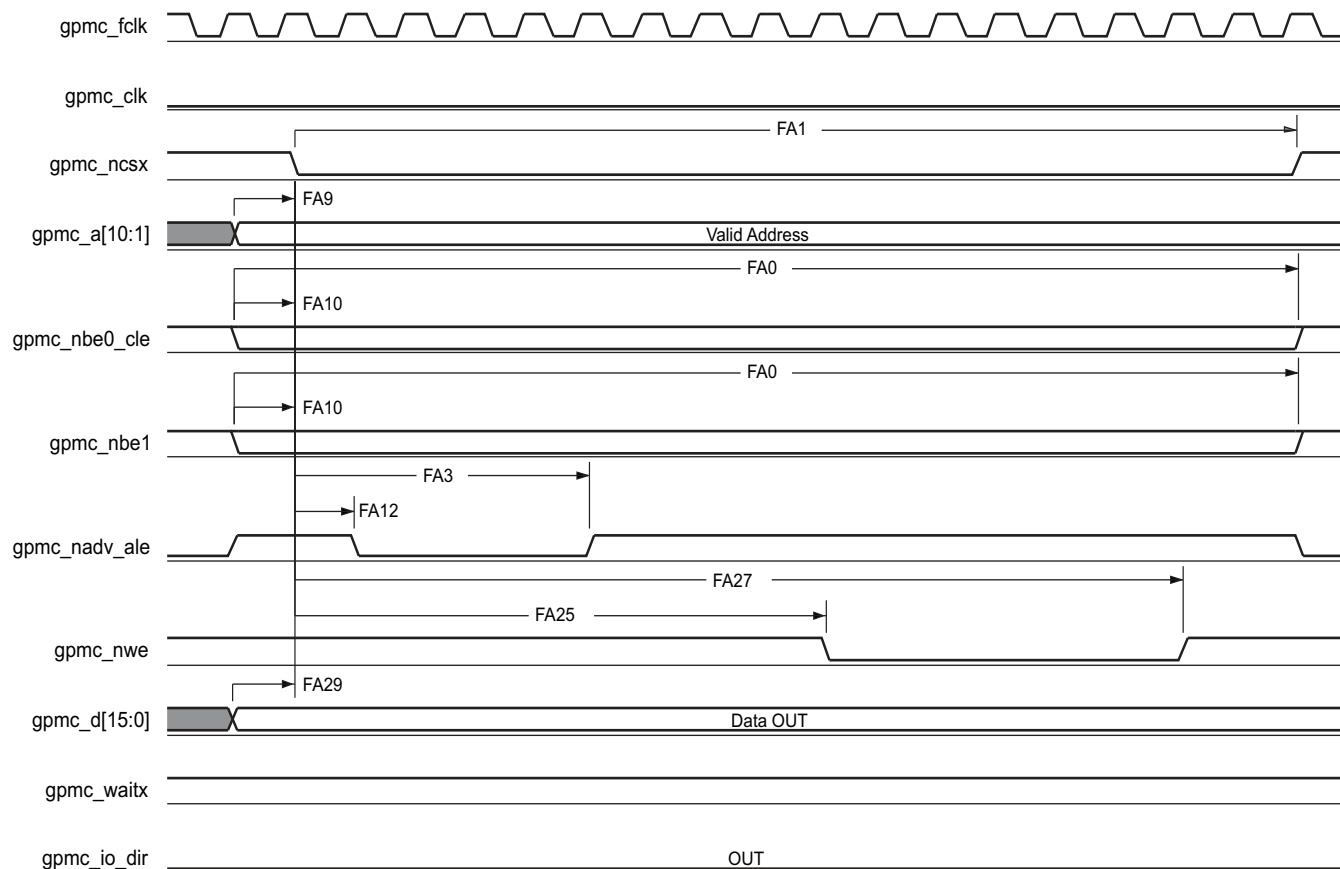 gpmc_fclk
gpmc_clk
FA1
gpmc_ncsx
FA9
gpmc_a[10:1]
Valid Address
FA0
FA10
gpmc_nbe0_cle
FA0
FA10
gpmc_nbe1
FA3
FA12
gpmc_nadv_ale
FA27
FA25
gpmc_nwe
FA29
gpmc_d[15:0]
Data OUT
gpmc_waitx
gpmc_io_dir
OUT